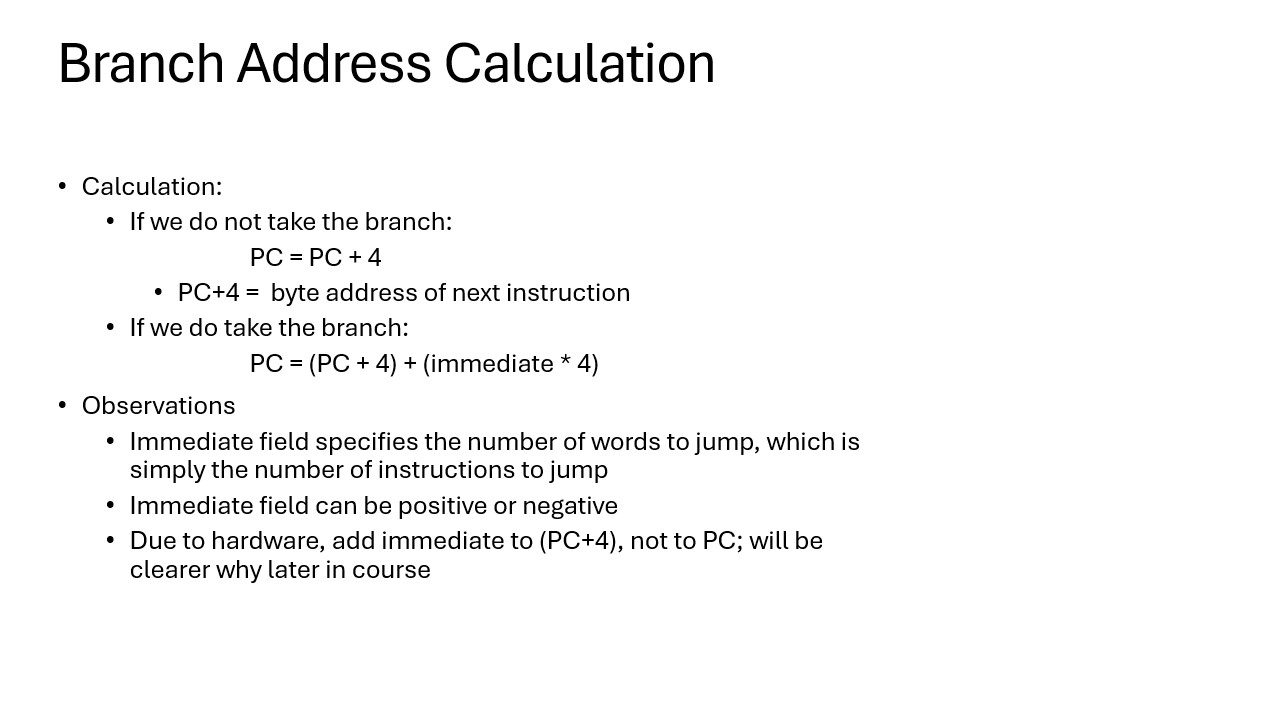 Branch Address Calculation
• Calculation:
• If we do not take the branch:
PC = PC + 4
• PC+4 =  byte address of next instruction
• If we do take the branch:
PC = (PC + 4) + (immediate * 4)
• Observations
• Immediate field specifies the number of words to jump, which is
simply the number of instructions to jump
• Immediate field can be positive or negative
• Due to hardware, add immediate to (PC+4), not to PC; will be
clearer why later in course